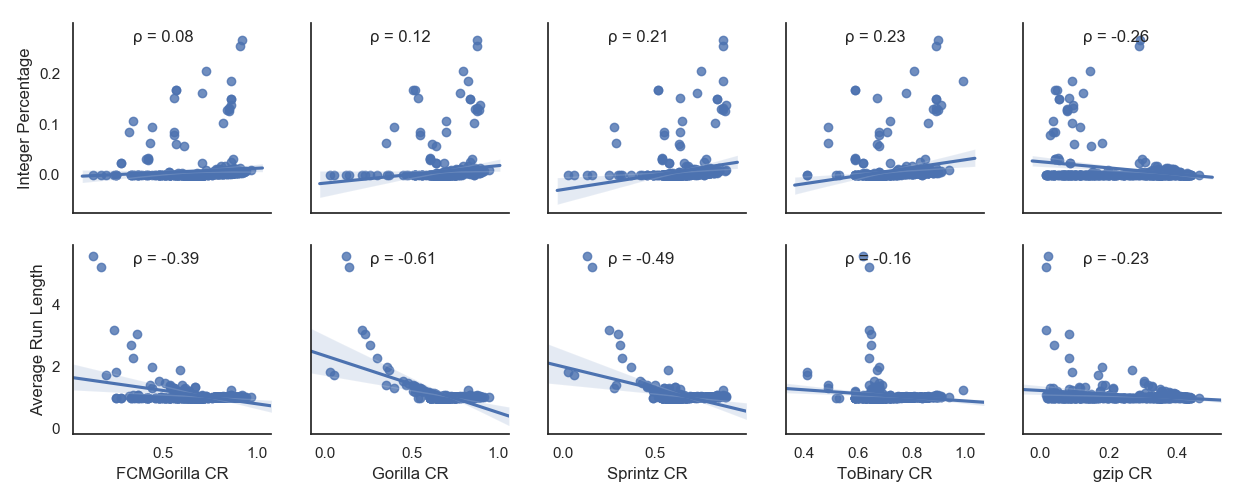 ρ = 0.08
ρ = 0.12
ρ = 0.21
ρ = 0.23
ρ = -0.26
Integer Percentage
0.2
0.1
0.0
ρ = -0.39
ρ = -0.61
ρ = -0.49
ρ = -0.16
ρ = -0.23
Average Run Length
4
2
0
0.5 1.0
0.0 0.5 1.0
0.0 0.5
0.4 0.6 0.8 1.0
0.0 0.2 0.4
FCMGorilla CR
Gorilla CR
Sprintz CR
ToBinary CR
gzip CR